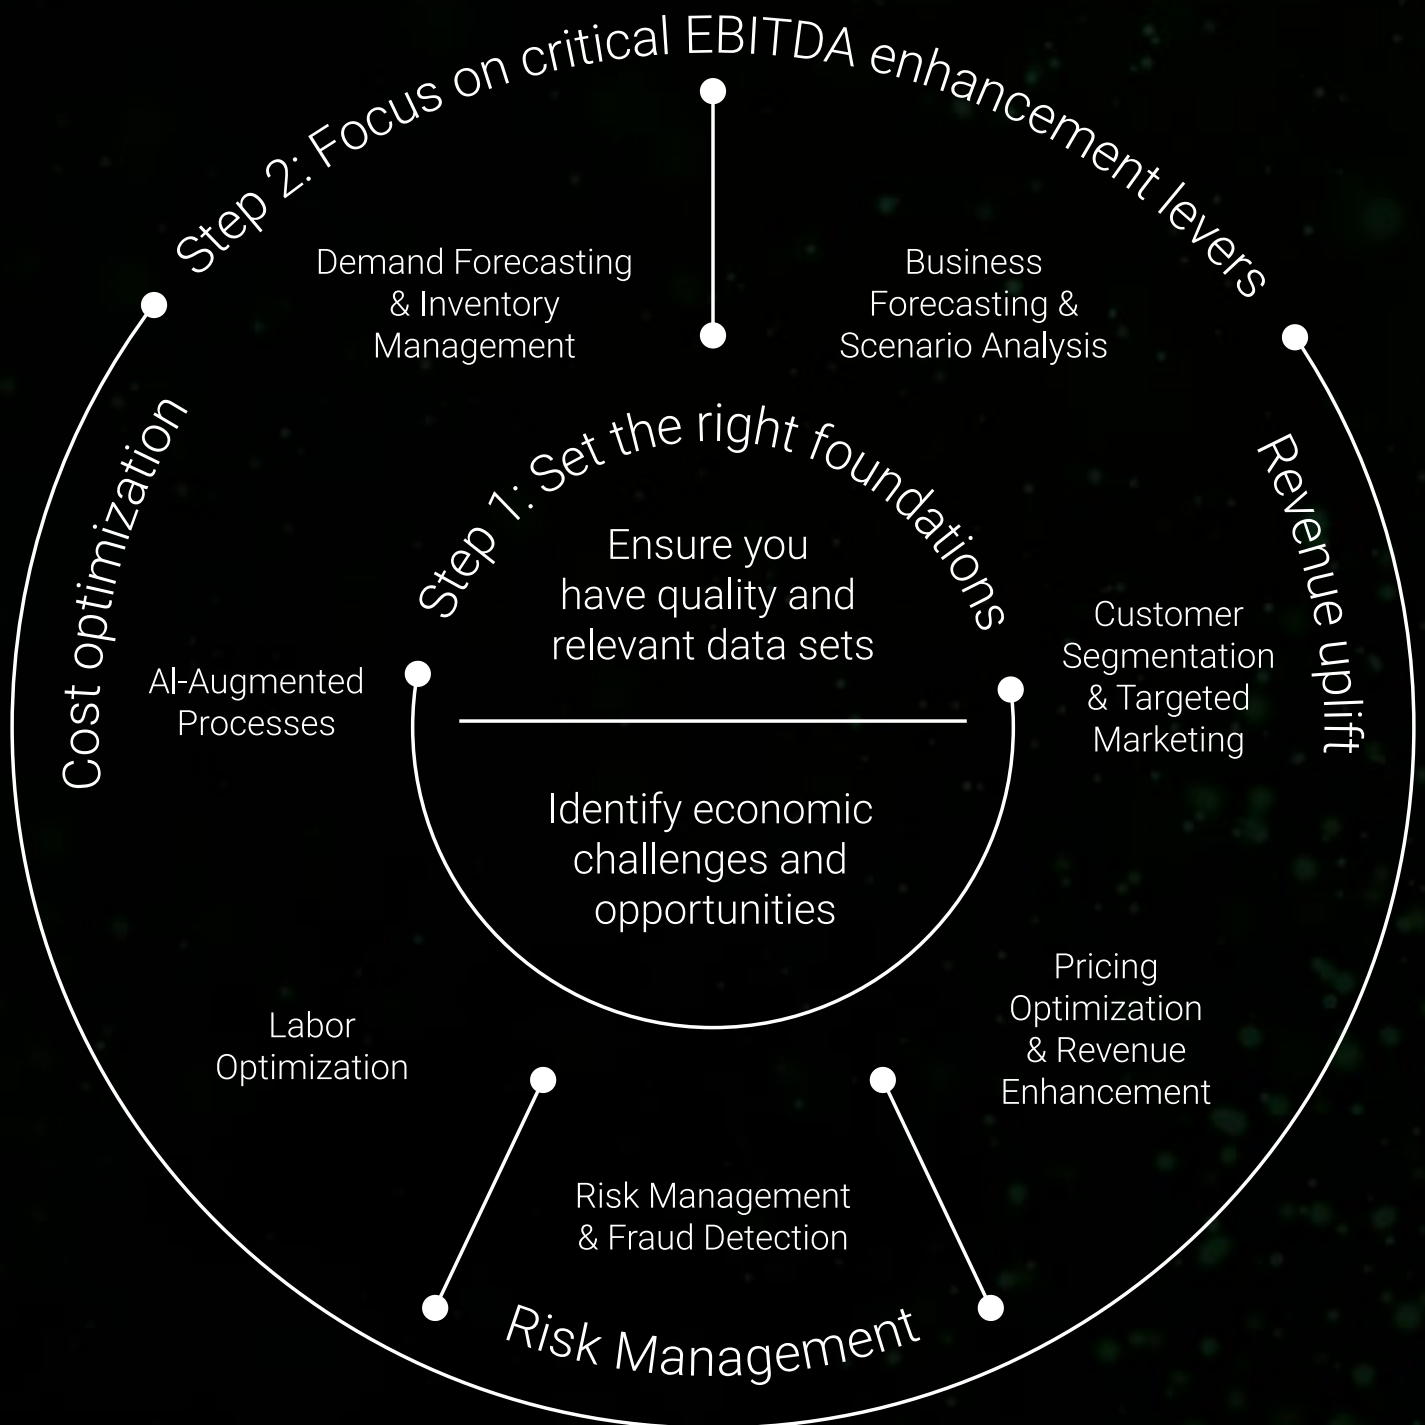 Step 2: Focus on critical EBITDA enhancement levers
Demand Forecasting
& Inventory
Management
Business
Forecasting &
Scenario Analysis
Cost optimization
Revenue uplift
Step 1: Set the right foundations
Ensure you
have quality and
relevant data sets
Identify economic
challenges and
opportunities
AI-Augmented
Processes
Customer
Segmentation
& Targeted
Marketing
Labor
Optimization
Pricing
Optimization
& Revenue
Enhancement
Risk Management
& Fraud Detection
Risk Management